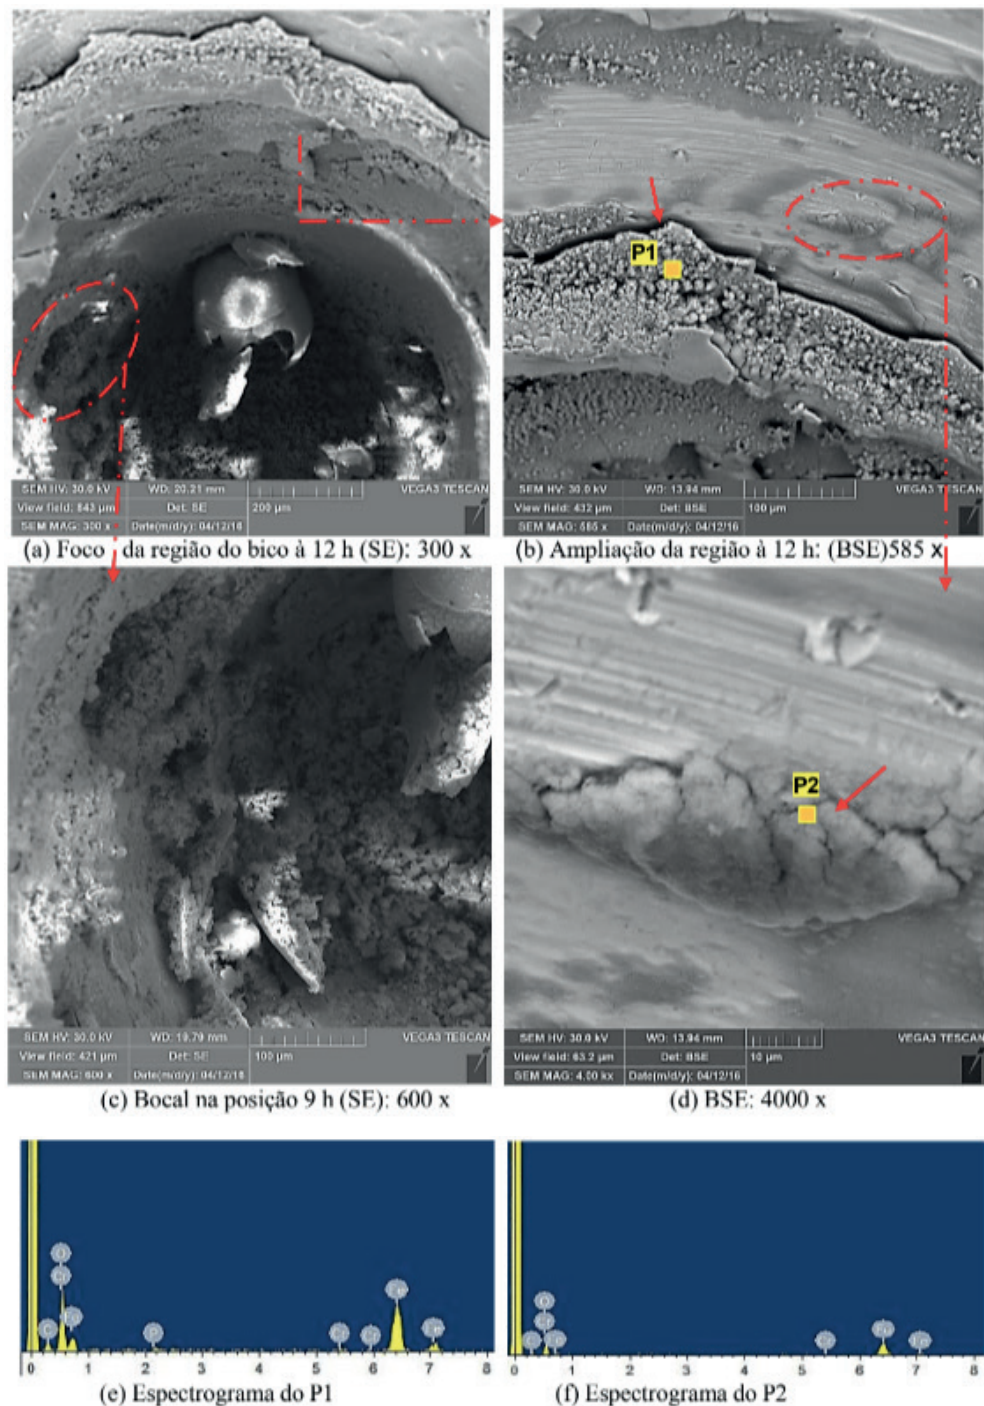 P1
SEM HV: 30.0 kV WD: 20.21 mm VEGA3 TESCAN
View field: 843 µm Det: SE 200 µm
SEM MAG: 300 x Date(m/d/y): 04/12/16
SEM HV: 30.0 kV WD: 13.94 mm VEGA3 TESCAN
View field: 432 µm Det: BSE 100 µm
SEM MAG: 585 x Date(m/d/y): 04/12/16
(a) Foco da região do bico à 12 h (SE): 300 x
(b) Ampliação da região à 12 h: (BSE)585 x
P2
SEM HV: 30.0 kV WD: 19.79 mm VEGA3 TESCAN
View field: 421 µm Det: SE 100 µm
SEM MAG: 600 x Date(m/d/y): 04/12/16
SEM HV: 30.0 kV WD: 13.94 mm VEGA3 TESCAN
View field: 63.2 µm Det: BSE 10 µm
SEM MAG: 4.00 kx Date(m/d/y): 04/12/16
(c) Bocal na posição 9 h (SE): 600 x
(d) BSE: 4000 x
O
Cr
C Fe P Cr Cr Fe Fe
0 1 2 3 4 5 6 7 8
O
0 1 2 3 4 5 6 7 8
(e) Espectrograma do P1
(f) Espectrograma do P2